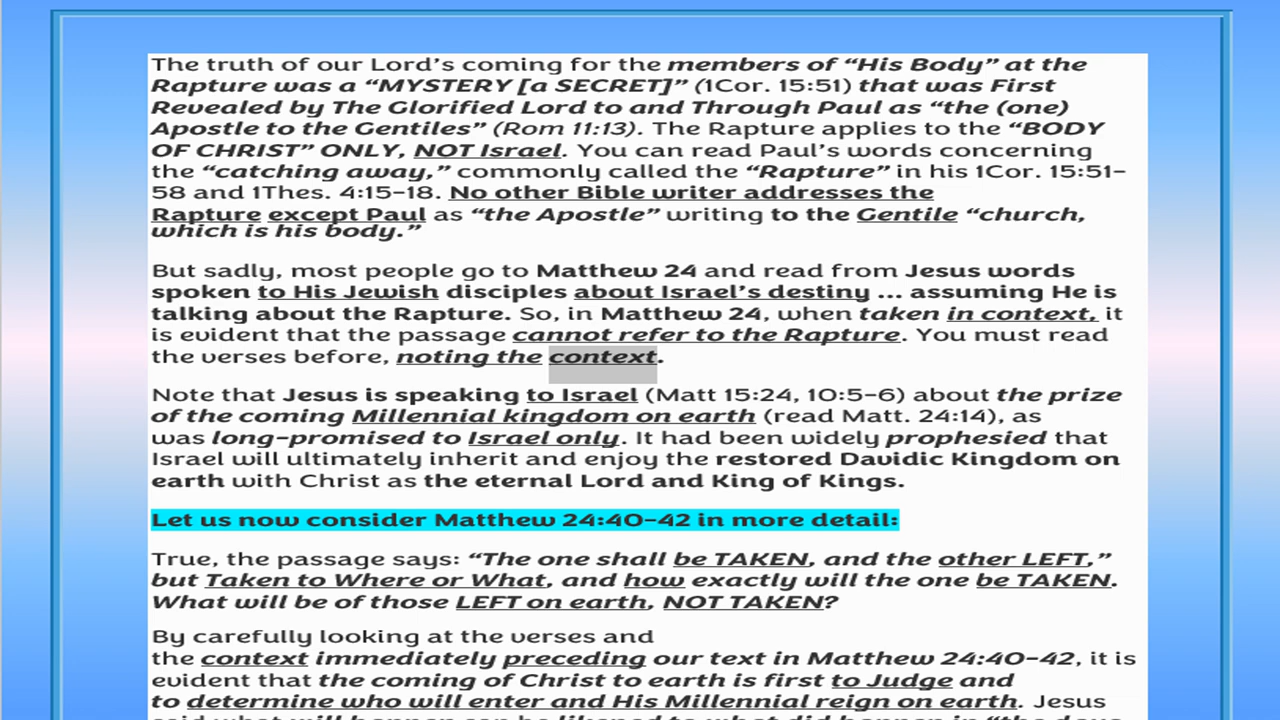 The truth of our Lord’s coming for the members of “His Body” at the
Rapture was a “MYSTERY [a SECRET]” (1Cor. 15:51) that was First
Revealed by The Glorified Lord to and Through Paul as “the (one)
Apostle to the Gentiles” (Rom 11:13). The Rapture applies to the “BODY
OF CHRIST” ONLY, NOT Israel. You can read Paul’s words concerning
the “catching away,” commonly called the “Rapture” in his 1Cor. 15:51–
58 and 1Thes. 4:15–18. No other Bible writer addresses the
Rapture except Paul as “the Apostle” writing to the Gentile “church,
which is his body.”
But sadly, most people go to Matthew 24 and read from Jesus words
spoken to His Jewish disciples about Israel’s destiny ... assuming He is
talking about the Rapture. So, in Matthew 24, when taken in context, it
is evident that the passage cannot refer to the Rapture. You must read
the verses before, noting the context.
Note that Jesus is speaking to Israel (Matt 15:24, 10:5–6) about the prize
of the coming Millennial kingdom on earth (read Matt. 24:14), as
was long–promised to Israel only. It had been widely prophesied that
Israel will ultimately inherit and enjoy the restored Davidic Kingdom on
earth with Christ as the eternal Lord and King of Kings.
Let us now consider Matthew 24:40–42 in more detail:
True, the passage says: “The one shall be TAKEN, and the other LEFT,”
but Taken to Where or What, and how exactly will the one be TAKEN.
What will be of those LEFT on earth, NOT TAKEN?
By carefully looking at the verses and
the context immediately preceding our text in Matthew 24:40–42, it is
evident that the coming of Christ to earth is first to Judge and
to determine who will enter and His Millennial reign on earth. Jesus
said what will happen can be likened to what did happen in “the days